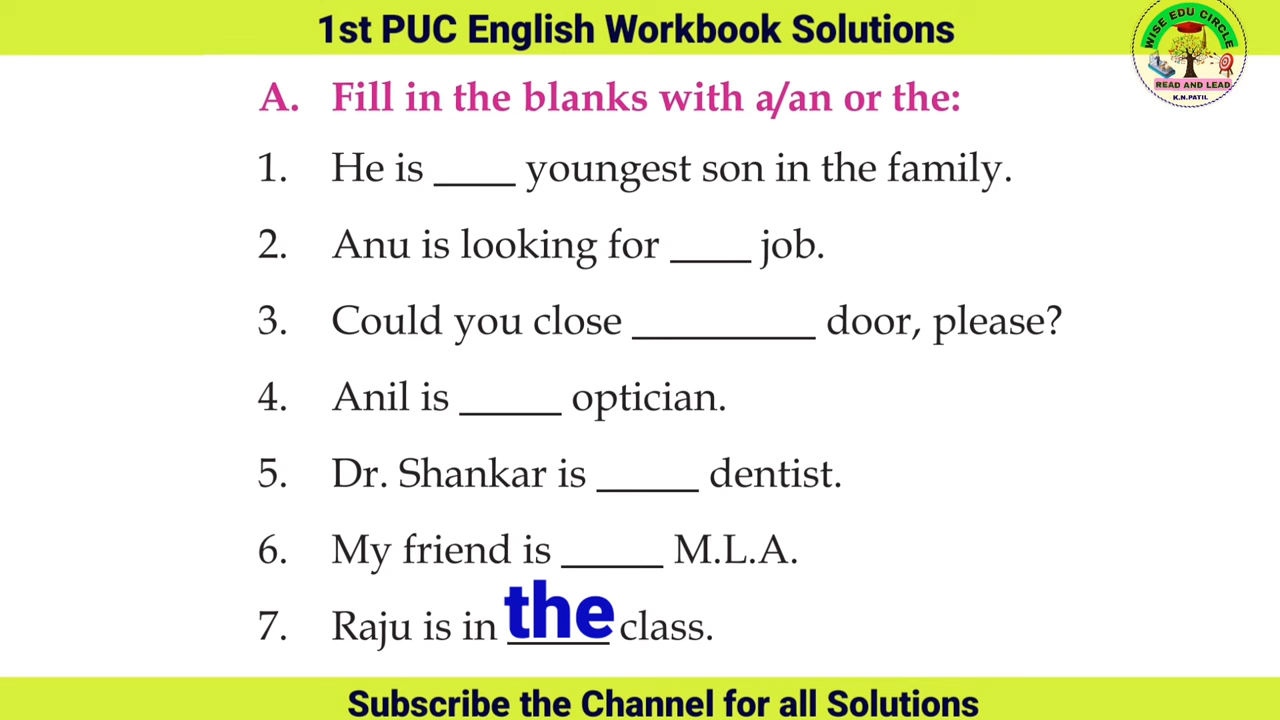 1st PUC English Workbook Solutions
WISE EDU CIRCLE
READ AND LEAD
K.N.PATIL
A. Fill in the blanks with a/an or the:
1. He is ____ youngest son in the family.
2. Anu is looking for ____ job.
3. Could you close _________ door, please?
4. Anil is _____ optician.
5. Dr. Shankar is _____ dentist.
6. My friend is _____ M.L.A.
7. Raju is in the class.
Subscribe the Channel for all Solutions